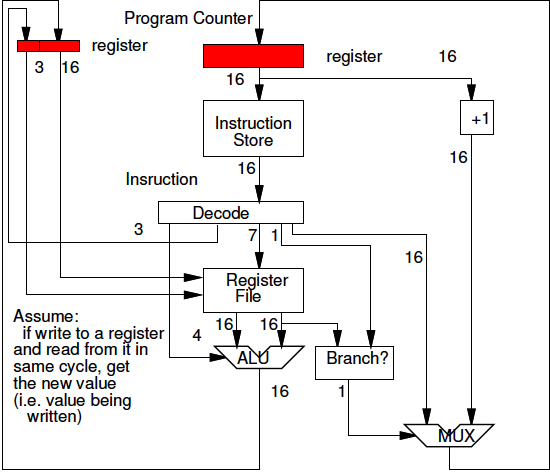 Program Counter
register
3
16
register
16
16
+1
Instruction
Store
16
16
Insruction
Decode
3
7
1
16
Register
File
Assume:
if write to a register
and read from it in
same cycle, get
the new value
(i.e. value being
written)
16
16
4
ALU
Branch?
16
1
MUX